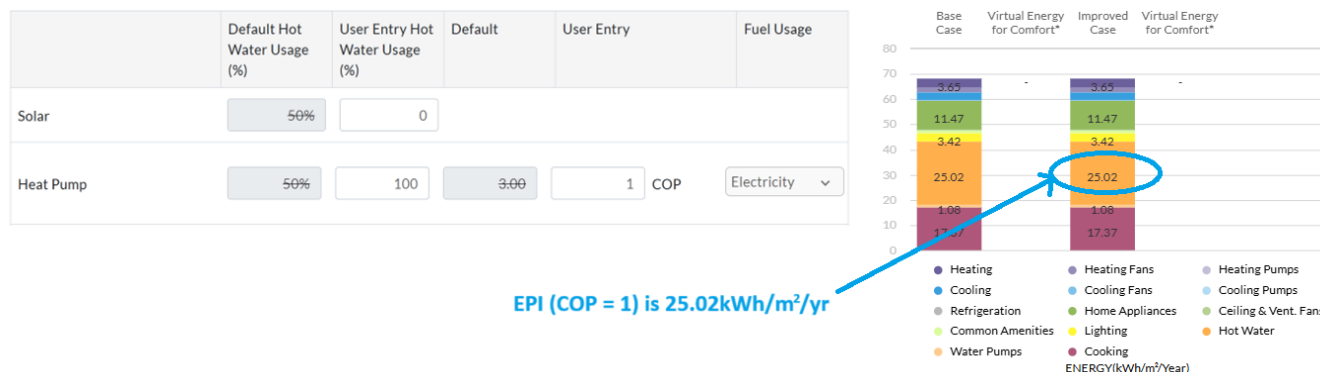 Default Hot Water Usage (%)
User Entry Hot Water Usage (%)
Default
User Entry
Fuel Usage
Solar
50%
0
Heat Pump
50%
100
3.00
1 COP
Electricity
EPI (COP = 1) is 25.02kWh/m²/yr
Base Case
Virtual Energy for Comfort*
Improved Case
Virtual Energy for Comfort*
80
70
60
50
40
30
20
10
0
3.65
11.47
3.42
25.02
1.08
17.37
-
3.65
11.47
3.42
25.02
1.08
17.37
-
Heating
Heating Fans
Heating Pumps
Cooling
Cooling Fans
Cooling Pumps
Refrigeration
Home Appliances
Ceiling & Vent. Fans
Common Amenities
Lighting
Hot Water
Water Pumps
Cooking
ENERGY(kWh/m²/Year)